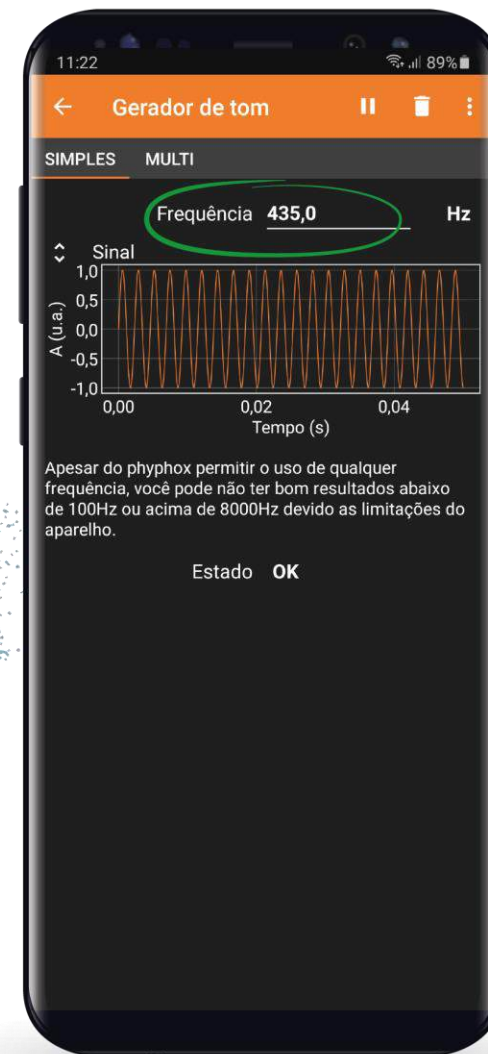 11:22 89%
Gerador de tom
SIMPLES MULTI
Frequência 435,0 Hz
Sinal
1,0
0,5
0,0
-0,5
-1,0
A (u.a.)
0,00 0,02 0,04
Tempo (s)
Apesar do phyphox permitir o uso de qualquer
frequência, você pode não ter bom resultados abaixo
de 100Hz ou acima de 8000Hz devido as limitações do
aparelho.
Estado OK